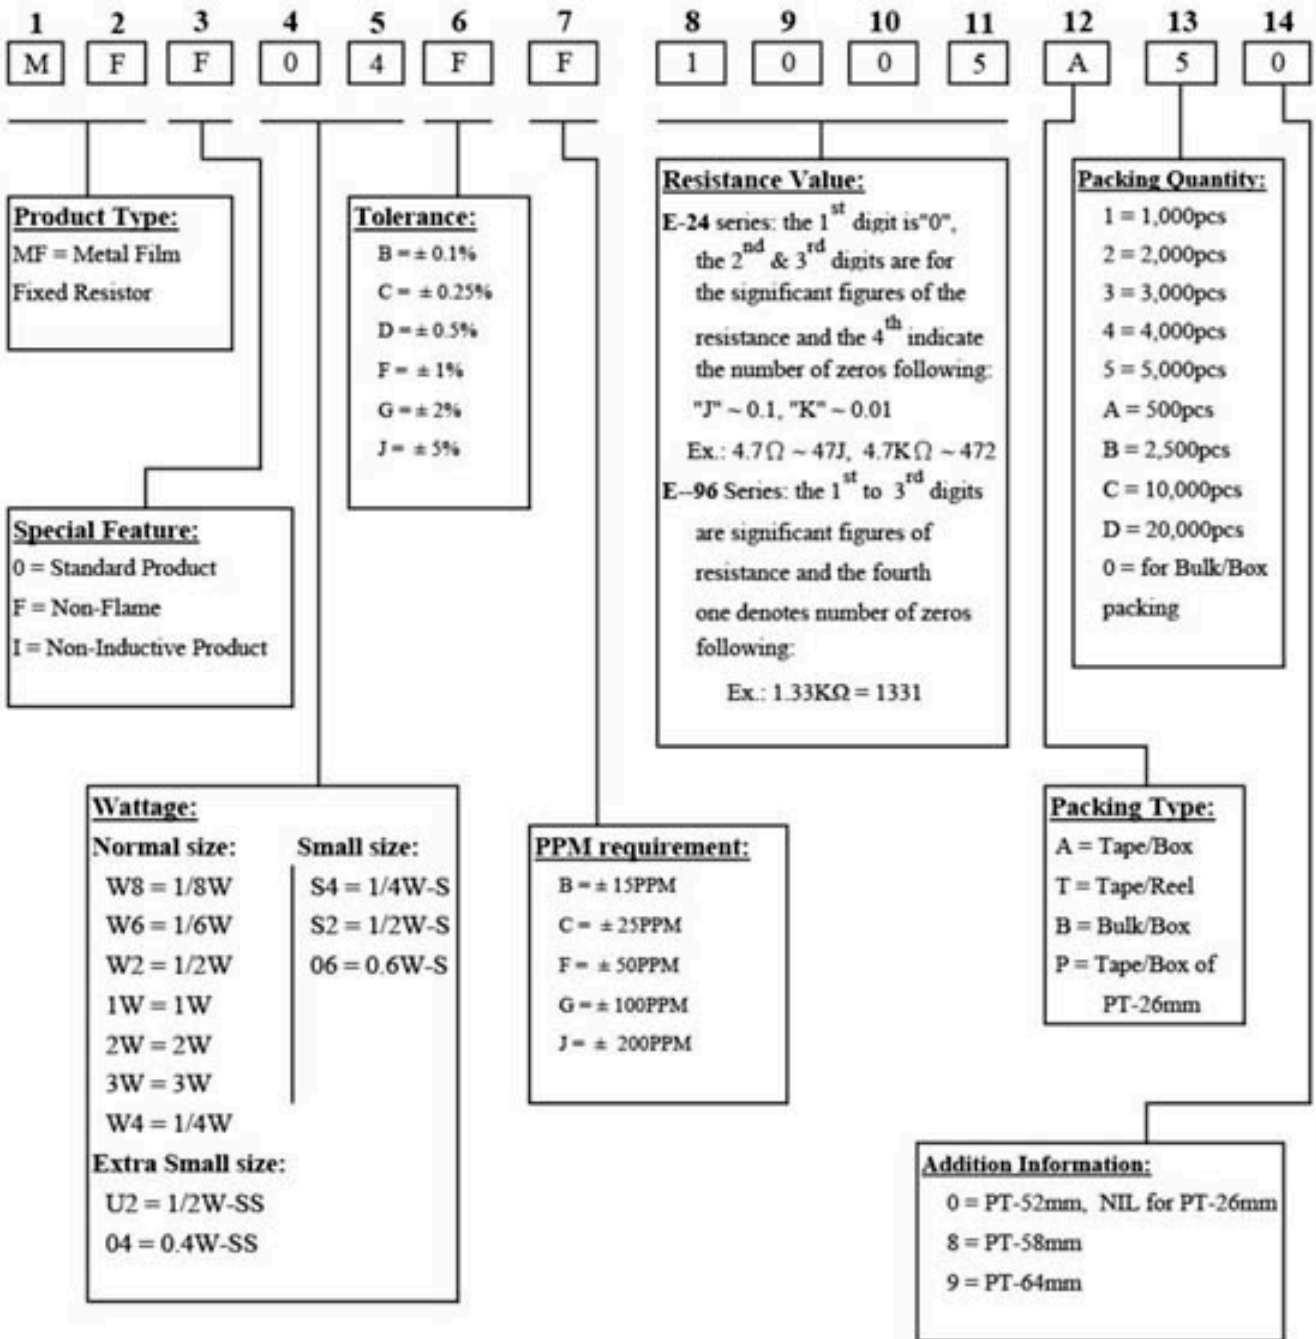 1 2 3 4 5 6 7 8 9 10 11 12 13 14
M F F 0 4 F F 1 0 0 5 A 5 0
Product Type:
MF = Metal Film
Fixed Resistor
Special Feature:
0 = Standard Product
F = Non-Flame
I = Non-Inductive Product
Wattage:
Normal size:
W8 = 1/8W
W6 = 1/6W
W2 = 1/2W
1W = 1W
2W = 2W
3W = 3W
W4 = 1/4W
Small size:
S4 = 1/4W-S
S2 = 1/2W-S
06 = 0.6W-S
Extra Small size:
U2 = 1/2W-SS
04 = 0.4W-SS
Tolerance:
B = ± 0.1%
C = ± 0.25%
D = ± 0.5%
F = ± 1%
G = ± 2%
J = ± 5%
PPM requirement:
B = ± 15PPM
C = ± 25PPM
F = ± 50PPM
G = ± 100PPM
J = ± 200PPM
Resistance Value:
E-24 series: the 1st digit is"0",
the 2nd & 3rd digits are for
the significant figures of the
resistance and the 4th indicate
the number of zeros following:
"J" ~ 0.1, "K" ~ 0.01
Ex.: 4.7Ω ~ 47J, 4.7KΩ ~ 472
E--96 Series: the 1st to 3rd digits
are significant figures of
resistance and the fourth
one denotes number of zeros
following:
Ex.: 1.33KΩ = 1331
Packing Type:
A = Tape/Box
T = Tape/Reel
B = Bulk/Box
P = Tape/Box of
PT-26mm
Packing Quantity:
1 = 1,000pcs
2 = 2,000pcs
3 = 3,000pcs
4 = 4,000pcs
5 = 5,000pcs
A = 500pcs
B = 2,500pcs
C = 10,000pcs
D = 20,000pcs
0 = for Bulk/Box
packing
Addition Information:
0 = PT-52mm, NIL for PT-26mm
8 = PT-58mm
9 = PT-64mm